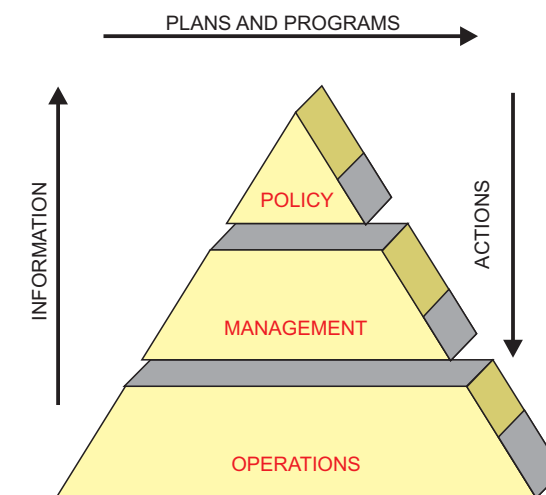 PLANS AND PROGRAMS
INFORMATION
ACTIONS
POLICY
MANAGEMENT
OPERATIONS